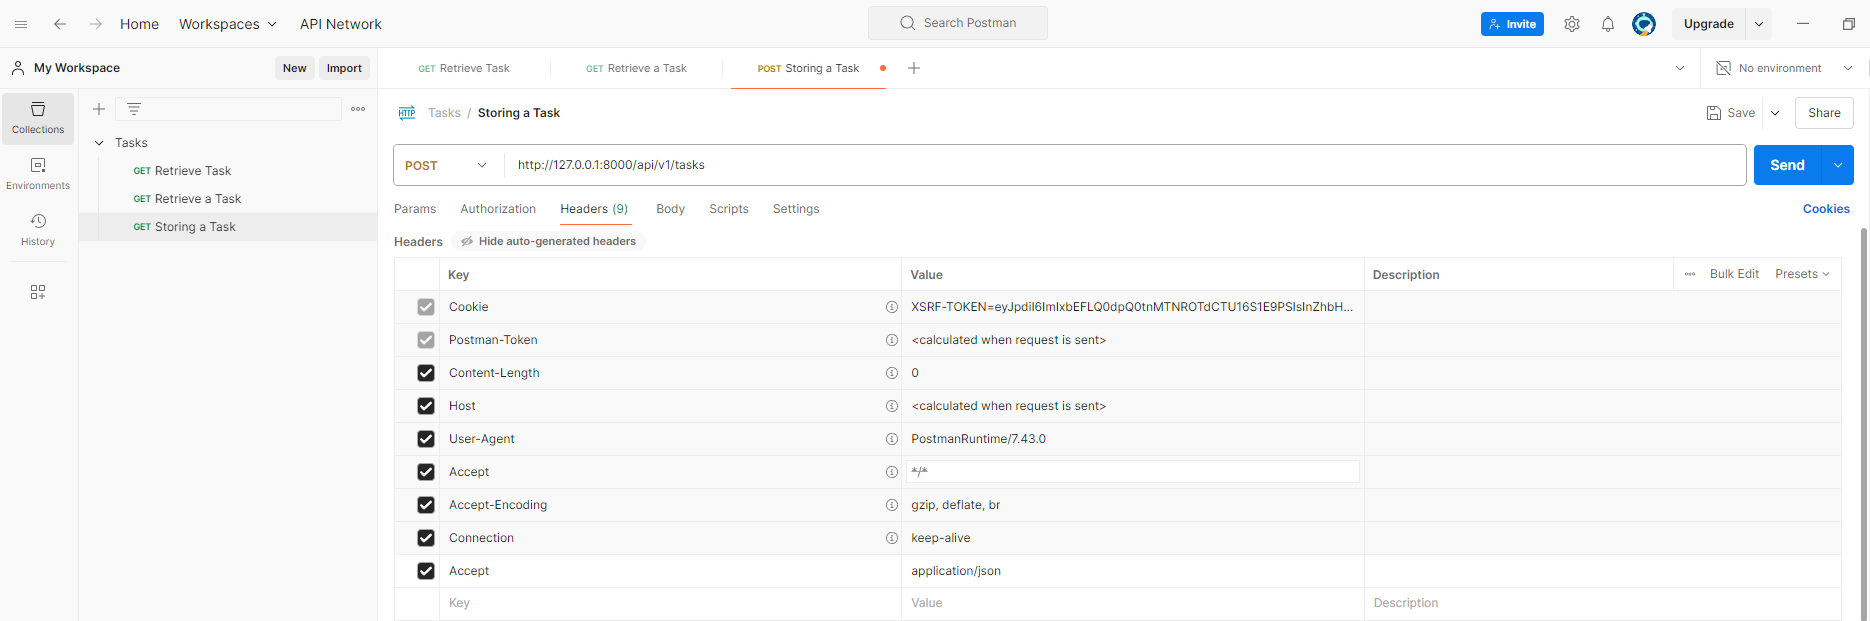 Home Workspaces API Network Search Postman Invite Upgrade
My Workspace New Import GET Retrieve Task GET Retrieve a Task POST Storing a Task No environment
Collections
Environments
History
Tasks
GET Retrieve Task
GET Retrieve a Task
GET Storing a Task
HTTP Tasks / Storing a Task Save Share
POST http://127.0.0.1:8000/api/v1/tasks Send
Params Authorization Headers (9) Body Scripts Settings Cookies
Headers Hide auto-generated headers
Key Value Description Bulk Edit Presets
Cookie
Postman-Token <calculated when request is sent>
Content-Length 0
Host <calculated when request is sent>
User-Agent PostmanRuntime/7.43.0
Accept */*
Accept-Encoding gzip, deflate, br
Connection keep-alive
Accept application/json
Key Value Description